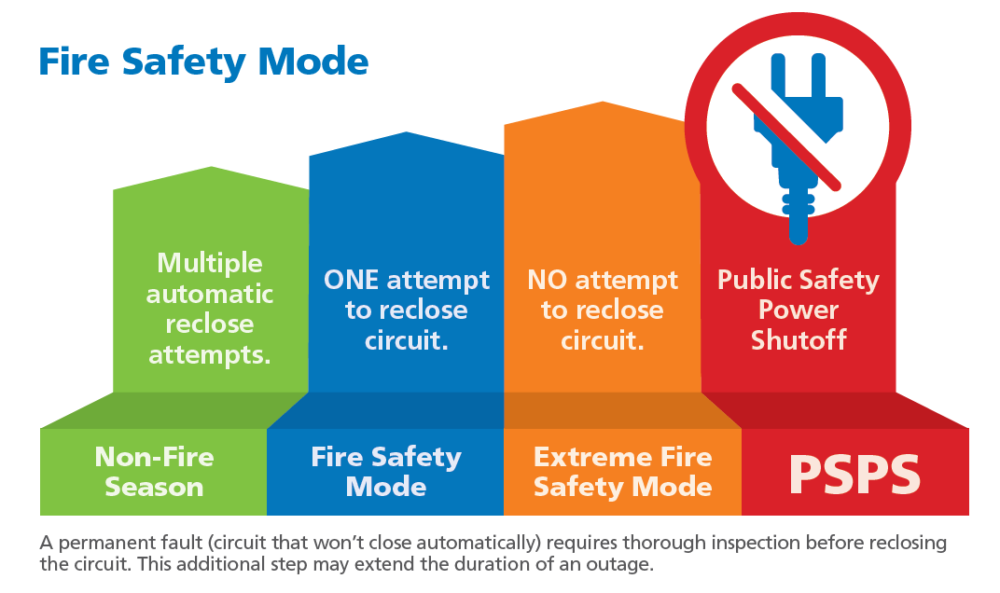 Fire Safety Mode
Multiple
automatic
reclose
attempts.
ONE attempt
to reclose
circuit.
NO attempt
to reclose
circuit.
Public Safety
Power
Shutoff
Non-Fire
Season
Fire Safety
Mode
Extreme Fire
Safety Mode
PSPS
A permanent fault (circuit that won’t close automatically) requires thorough inspection before reclosing
the circuit. This additional step may extend the duration of an outage.